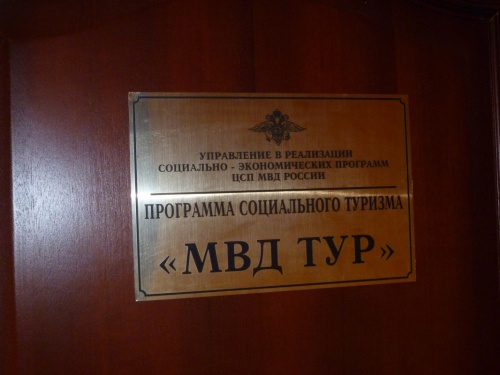 УПРАВЛЕНИЕ В РЕАЛИЗАЦИИ
СОЦИАЛЬНО - ЭКОНОМИЧЕСКИХ ПРОГРАММ
ЦСП МВД РОССИИ
ПРОГРАММА СОЦИАЛЬНОГО ТУРИЗМА
«МВД ТУР»